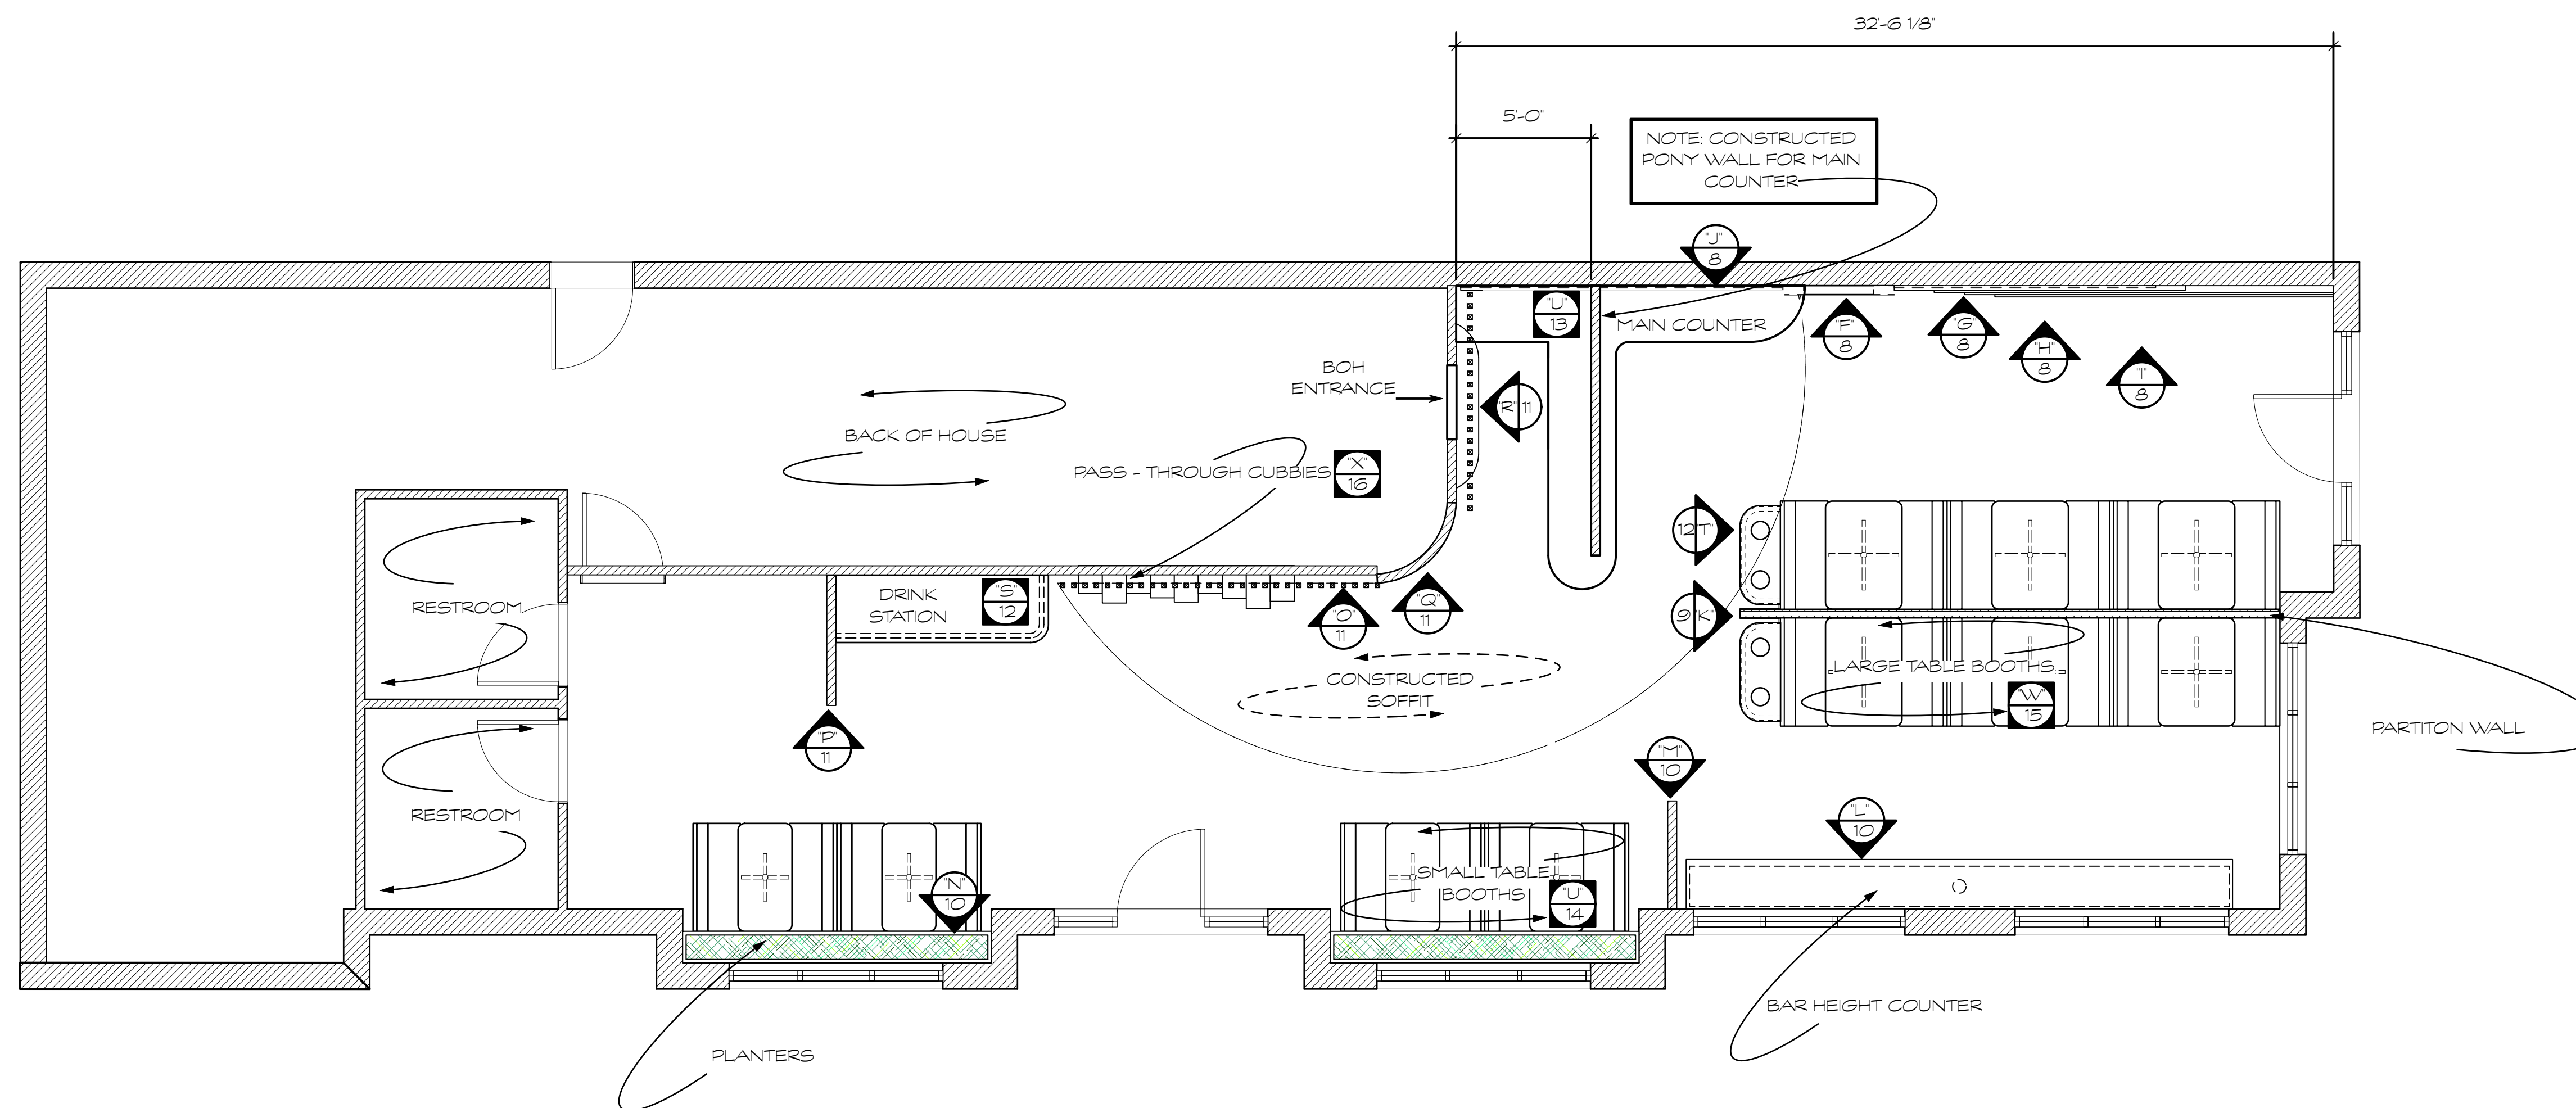 32'-6 1/8"
5'-0"
NOTE: CONSTRUCTED
PONY WALL FOR MAIN
COUNTER
"J"
8
"U"
13
MAIN COUNTER
"F"
8
"G"
8
"H"
8
"I"
8
BOH
ENTRANCE
"R" 11
BACK OF HOUSE
PASS - THROUGH CUBBIES
"X"
16
12 "T"
RESTROOM
DRINK
STATION
"S"
12
"O"
11
"Q"
11
9 "K"
CONSTRUCTED
SOFFIT
LARGE TABLE BOOTHS
"W"
15
PARTITON WALL
"P"
11
"M"
10
RESTROOM
"L"
10
"N"
10
SMALL TABLE
BOOTHS
"U"
14
BAR HEIGHT COUNTER
PLANTERS